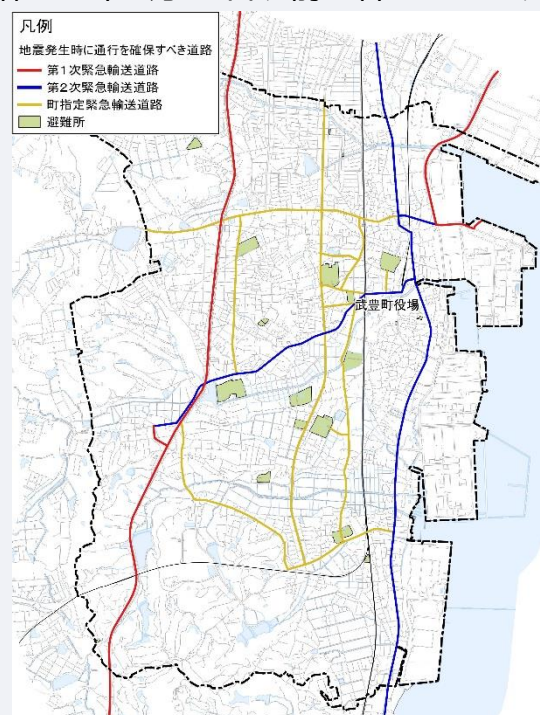 凡例
地震発生時に通行を確保すべき道路
第1次緊急輸送道路
第2次緊急輸送道路
町指定緊急輸送道路
避難所
武豊町役場